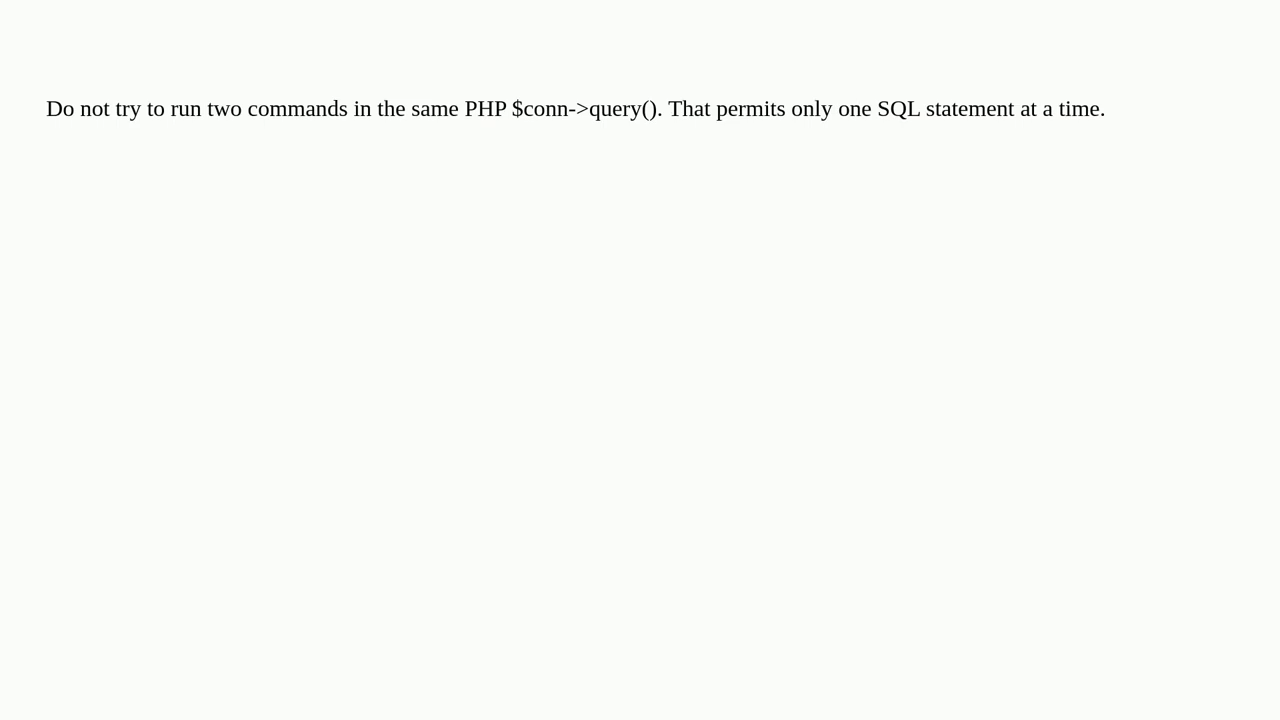 Do not try to run two commands in the same PHP $conn->query(). That permits only one SQL statement at a time.